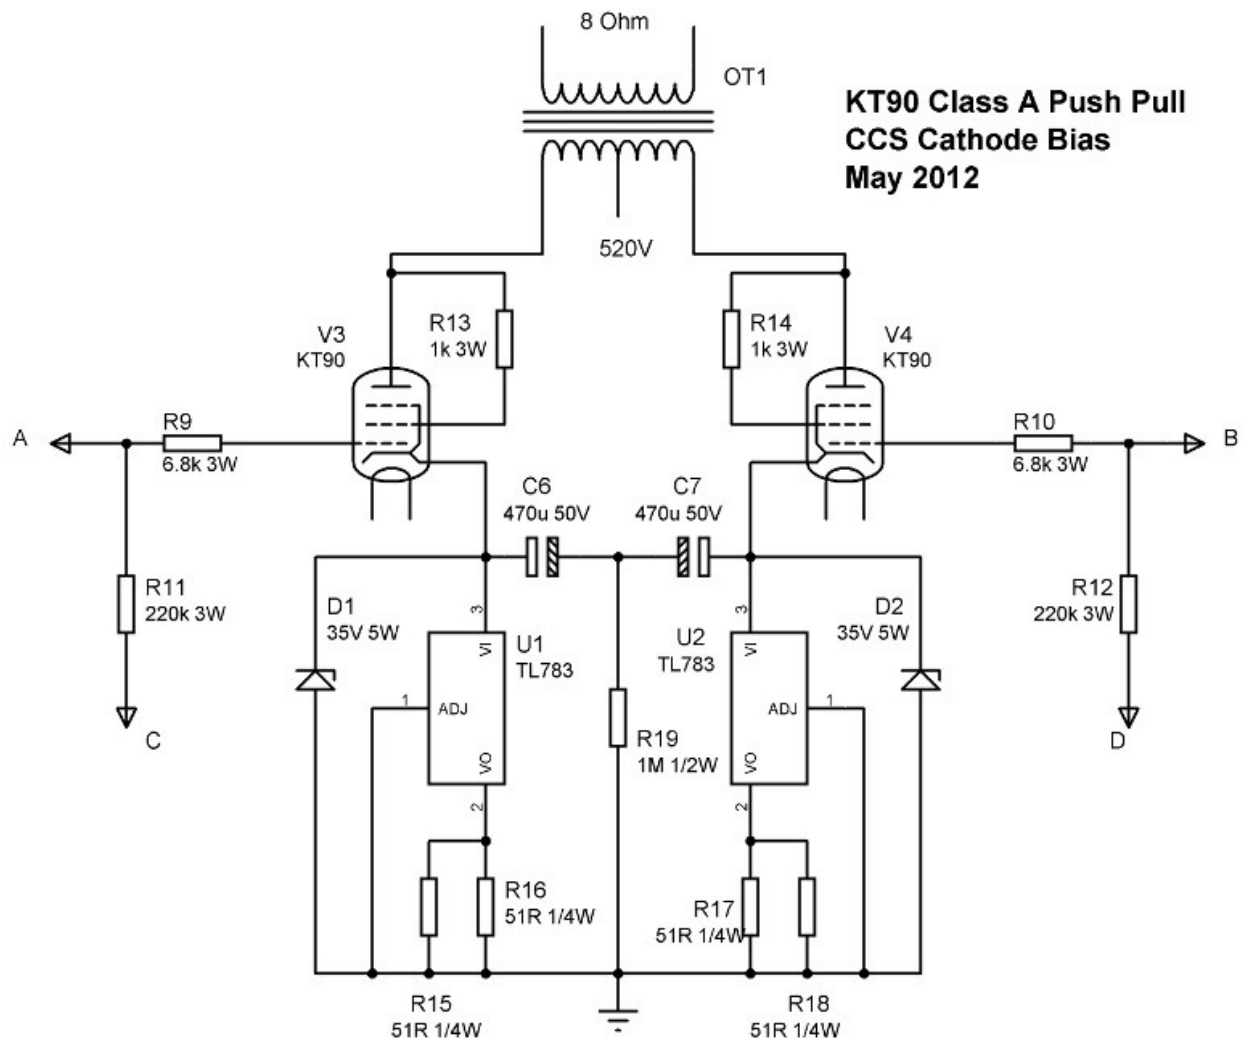 8 Ohm
OT1
KT90 Class A Push Pull
CCS Cathode Bias
May 2012
520V
V3
KT90
R13
1k 3W
R14
1k 3W
V4
KT90
A
R9
6.8k 3W
R10
6.8k 3W
B
C6
470u 50V
C7
470u 50V
R11
220k 3W
D1
35V 5W
3
VI
U1
TL783
1
ADJ
VO
2
U2
TL783
3
VI
ADJ
1
VO
2
D2
35V 5W
R12
220k 3W
C
D
R19
1M 1/2W
R16
51R 1/4W
R17
51R 1/4W
R15
51R 1/4W
R18
51R 1/4W